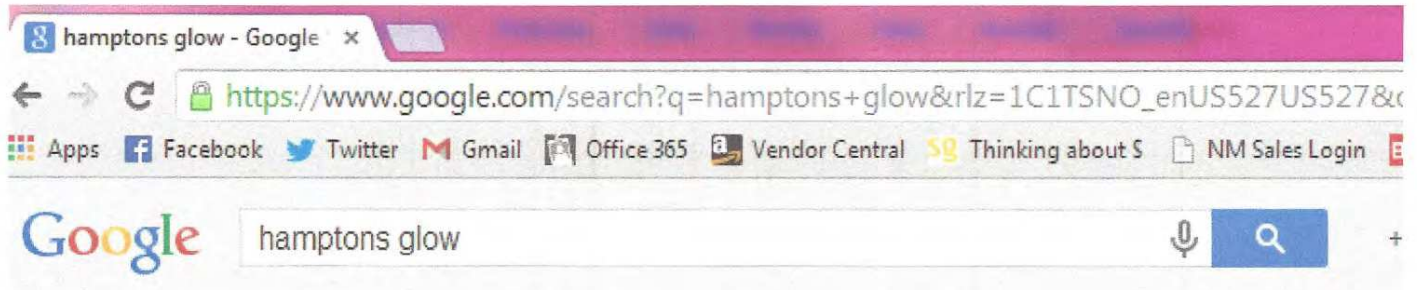 hamptons glow - Google
https://www.google.com/search?q=hamptons+glow&rlz=1C1TSNO_enUS527US527&
Apps Facebook Twitter Gmail Office 365 Vendor Central sg Thinking about S NM Sales Login
Google hamptons glow +